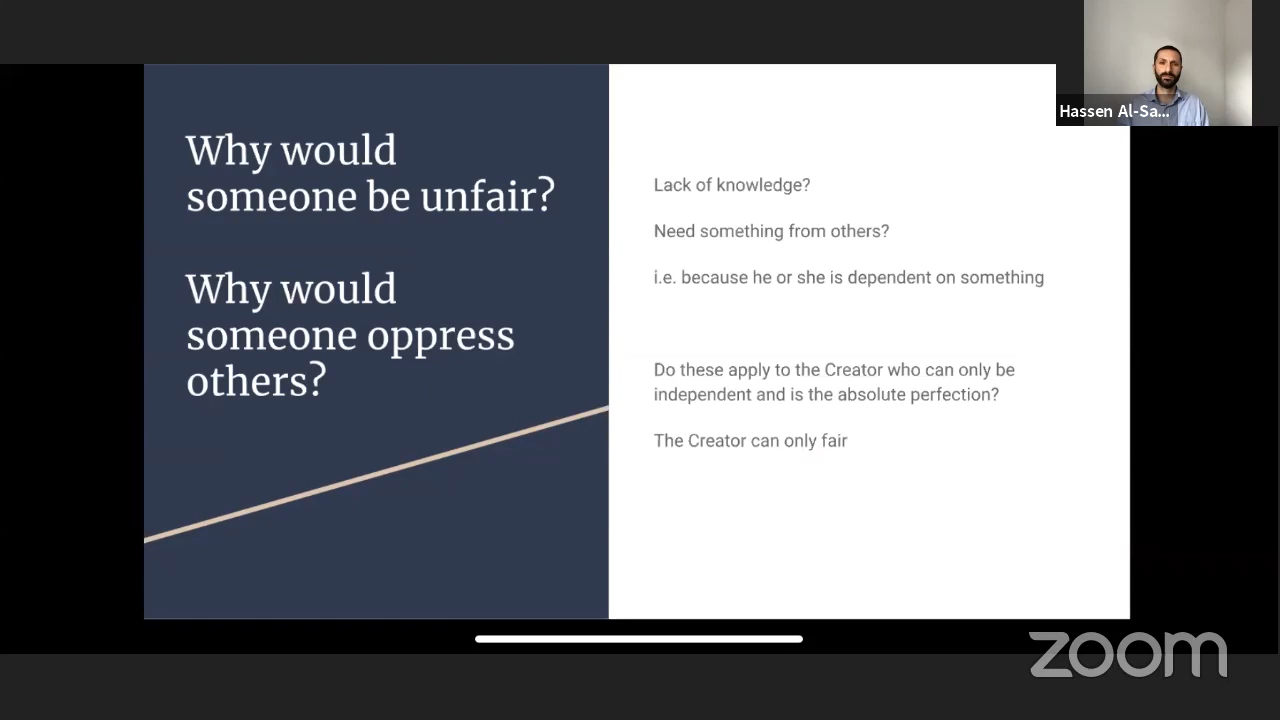 Why would
someone be unfair?
Why would
someone oppress
others?
Lack of knowledge?
Need something from others?
i.e. because he or she is dependent on something
Do these apply to the Creator who can only be
independent and is the absolute perfection?
The Creator can only fair
Hassen Al-Sa...
zoom